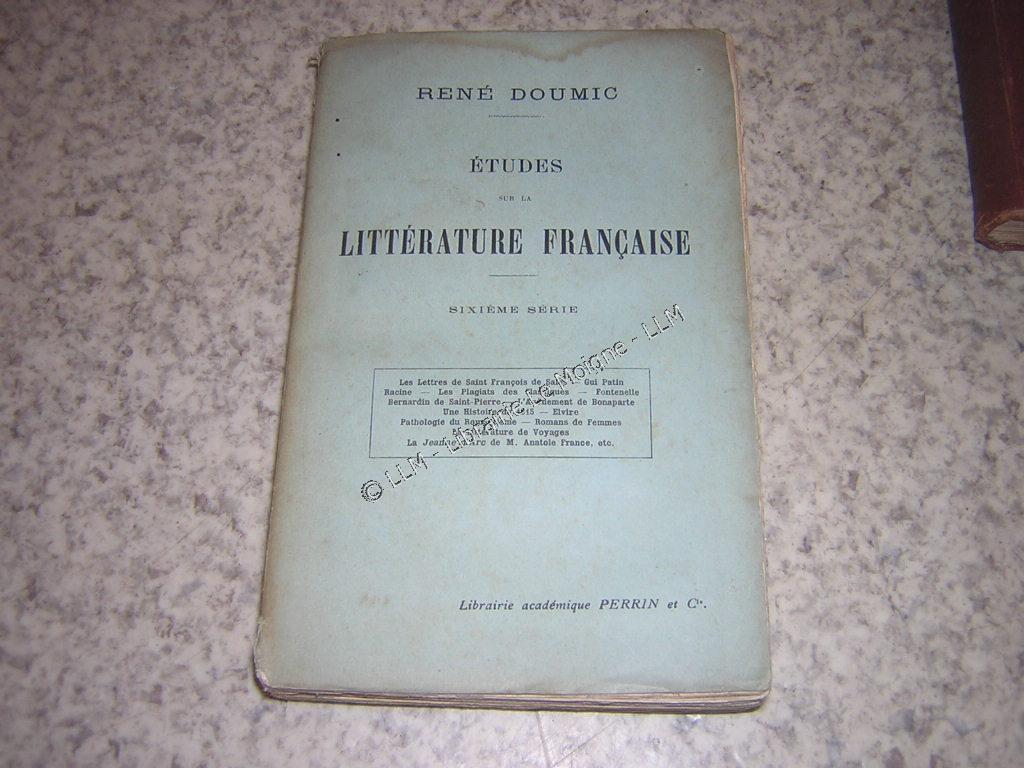 RENÉ DOUMIC
ÉTUDES
SUR LA
LITTÉRATURE FRANÇAISE
SIXIÈME SÉRIE
Les Lettres de Saint François de — Gui Patin
Racine — Les Plagiats des Classiques — Fontenelle
Bernardin de Saint-Pierre — L'Avènement de Bonaparte
Une Histoire de 1815 — Elvire
Pathologie du — Romans de Femmes
Littérature de Voyages
La Jeanne d'Arc de M. Anatole France, etc.
© LLM - Librairie Le Moigne - LLM
Librairie académique PERRIN et Cie.